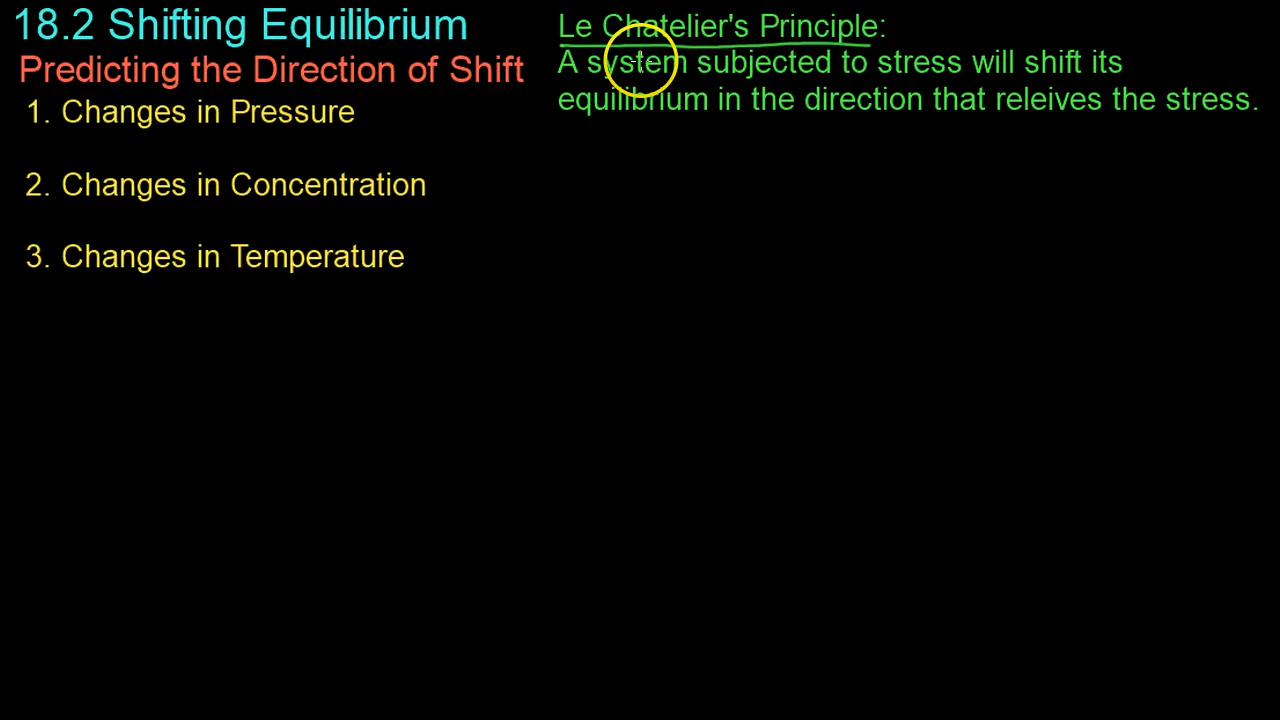 18.2 Shifting Equilibrium
Predicting the Direction of Shift
1. Changes in Pressure
2. Changes in Concentration
3. Changes in Temperature
Le Chatelier's Principle:
A system subjected to stress will shift its
equilibrium in the direction that releives the stress.